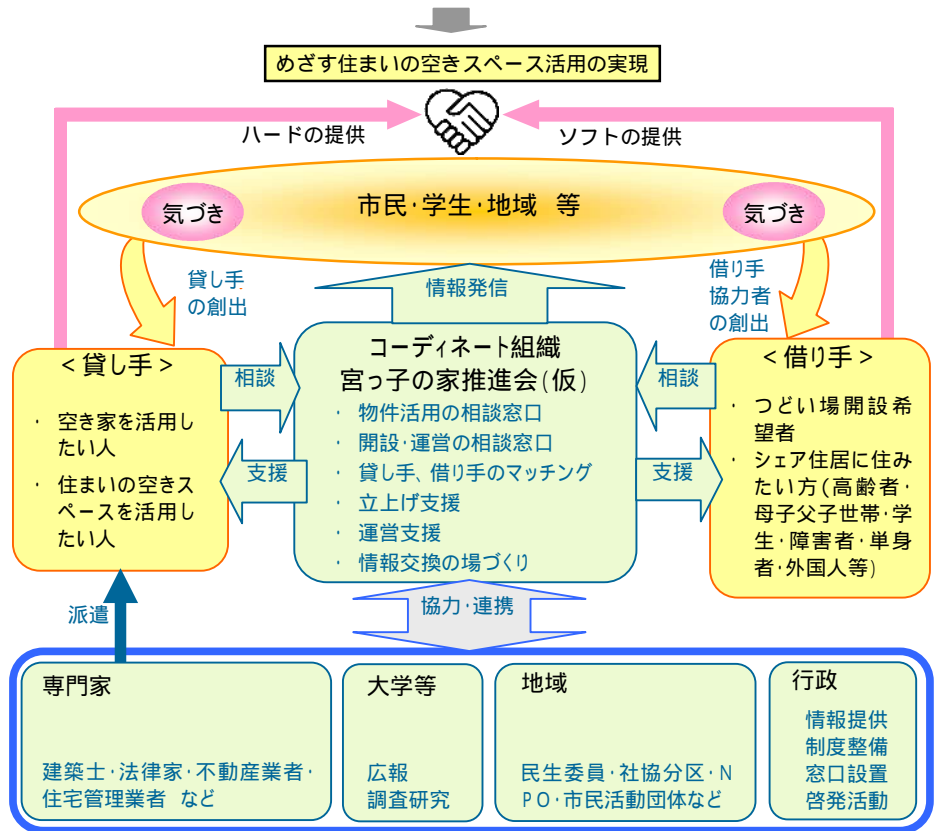 めざす住まいの空きスペース活用の実現
ハードの提供
ソフトの提供
気づき
市民･学生･地域 等
気づき
貸し手
の創出
情報発信
借り手
協力者
の創出
<貸し手>
・ 空き家を活用し
たい人
・ 住まいの空きス
ペースを活用し
たい人
相談
支援
コーディネート組織
宮っ子の家推進会(仮)
・ 物件活用の相談窓口
・ 開設･運営の相談窓口
・ 貸し手、借り手のマッチング
・ 立上げ支援
・ 運営支援
・ 情報交換の場づくり
相談
支援
<借り手>
・ つどい場開設希
望者
・ シェア住居に住み
たい方(高齢者･
母子父子世帯･学
生･障害者･単身
者･外国人等)
派遣
協力･連携
専門家
建築士･法律家･不動産業者･
住宅管理業者 など
大学等
広報
調査研究
地域
民生委員･社協分区･N
PO･市民活動団体など
行政
情報提供
制度整備
窓口設置
啓発活動